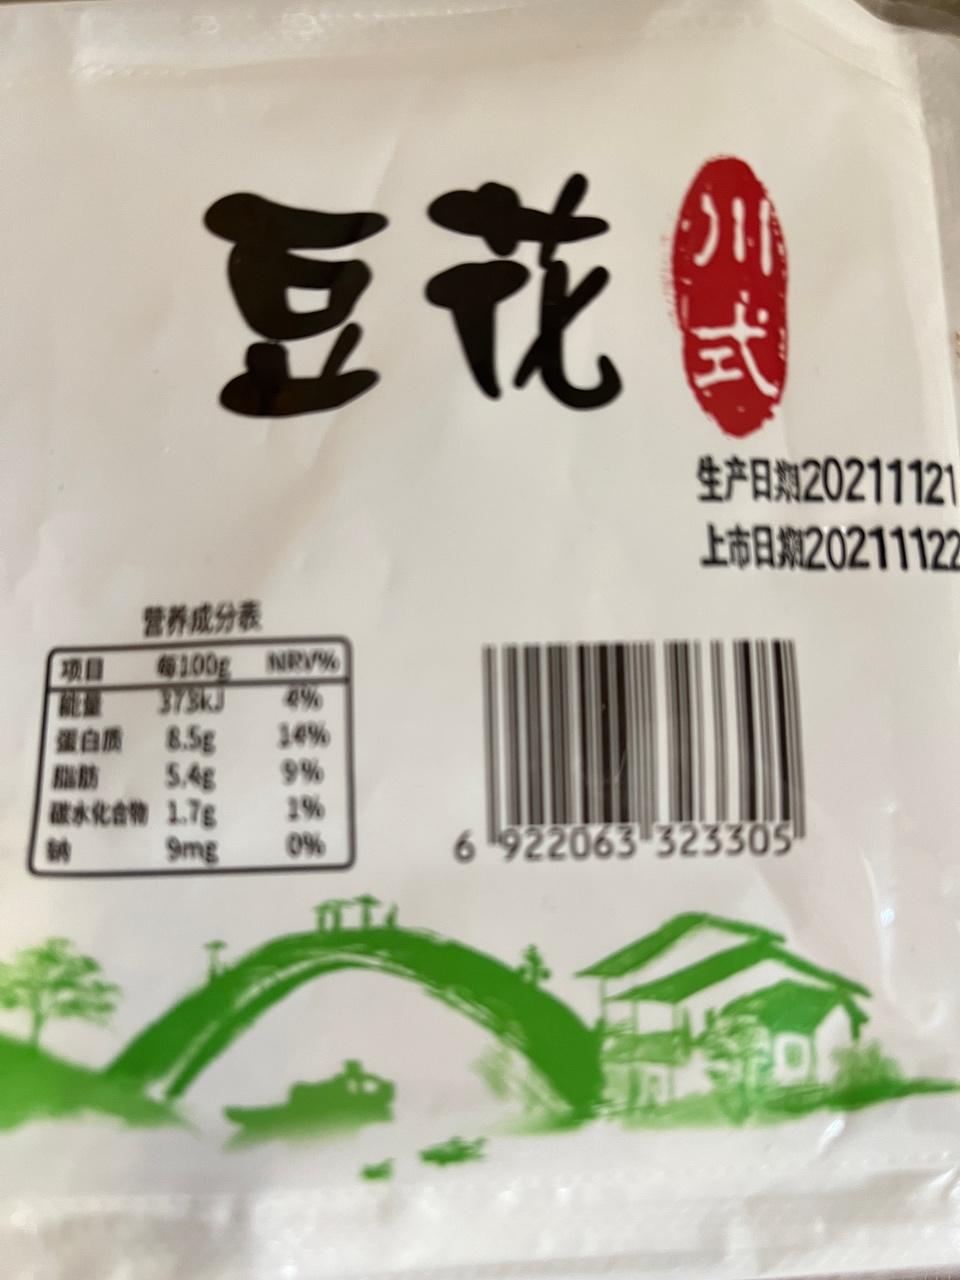 豆花
川式
生产日期20211121
上市日期20211122
营养成分表
项目 每100g NRV%
能量 373kJ 4%
蛋白质 8.5g 14%
脂肪 5.4g 9%
碳水化合物 1.7g 1%
钠 9mg 0%
6 922063 323305